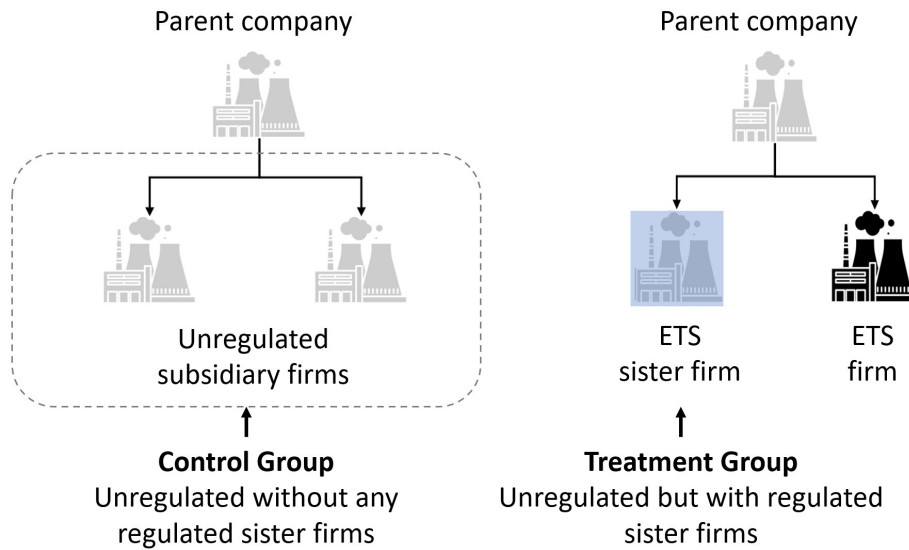 Parent company
Unregulated
subsidiary firms
Control Group
Unregulated without any
regulated sister firms
Parent company
ETS
sister firm
ETS
firm
Treatment Group
Unregulated but with regulated
sister firms